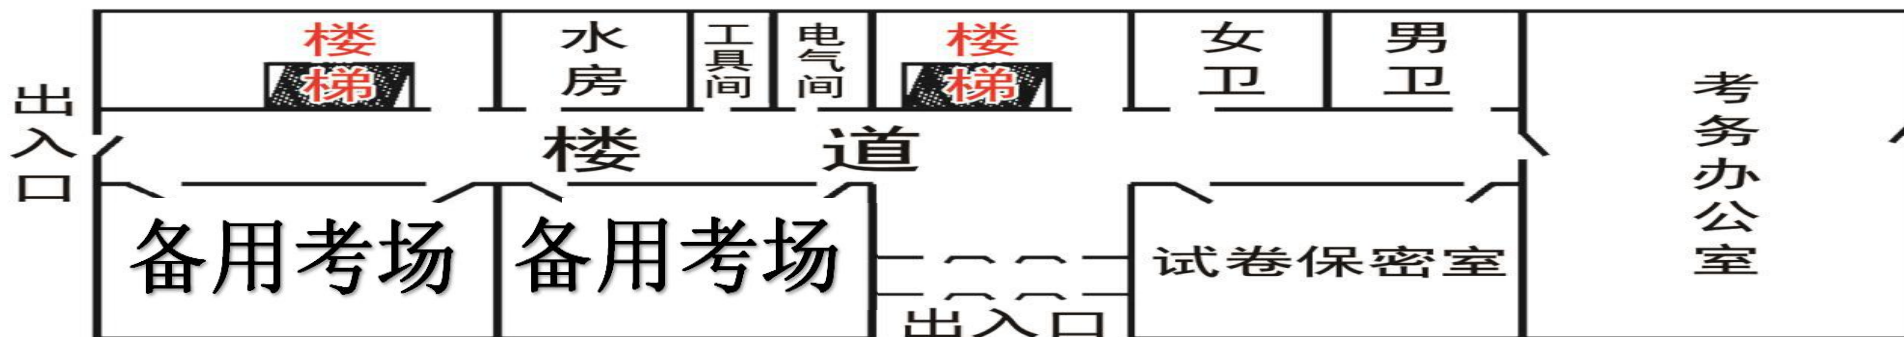 楼梯
水房
工具间
电气间
楼梯
女卫
男卫
考务办公室
出入口
楼道
备用考场
备用考场
试卷保密室
出入口